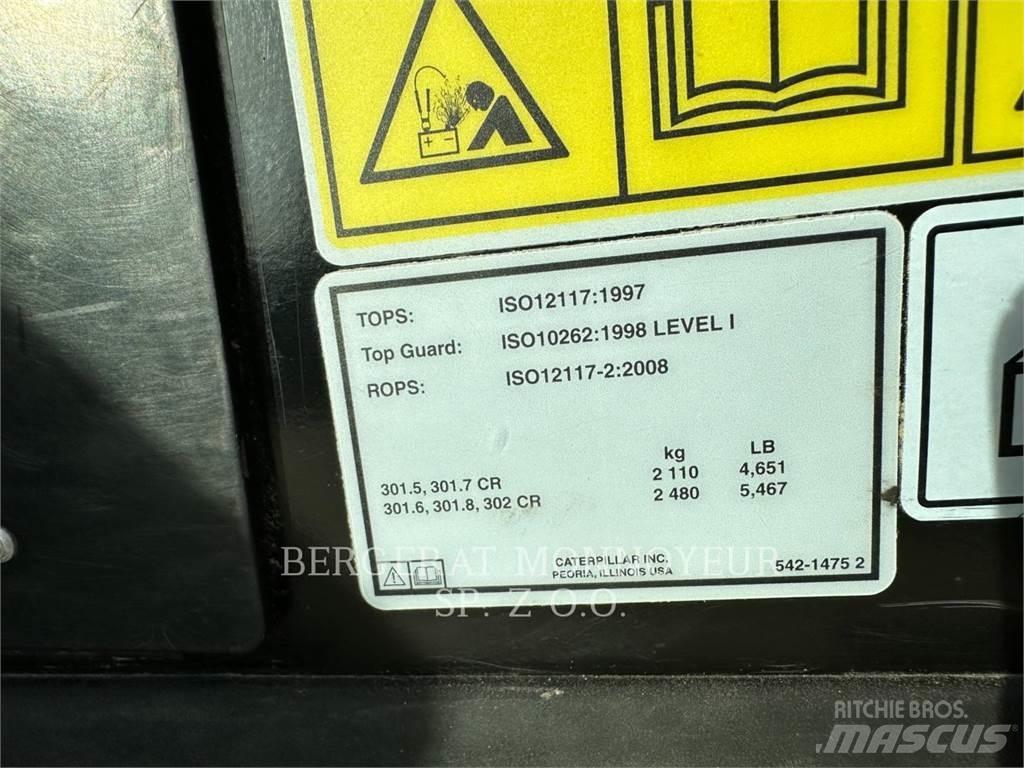 TOPS: ISO12117:1997
Top Guard: ISO10262:1998 LEVEL I
ROPS: ISO12117-2:2008
kg LB
301.5, 301.7 CR 2 110 4,651
301.6, 301.8, 302 CR 2 480 5,467
CATERPILLAR INC.
PEORIA, ILLINOIS USA
542-1475 2
BERGERAT MONNOYEUR
SP. Z O.O.
RITCHIE BROS.
MASCUS